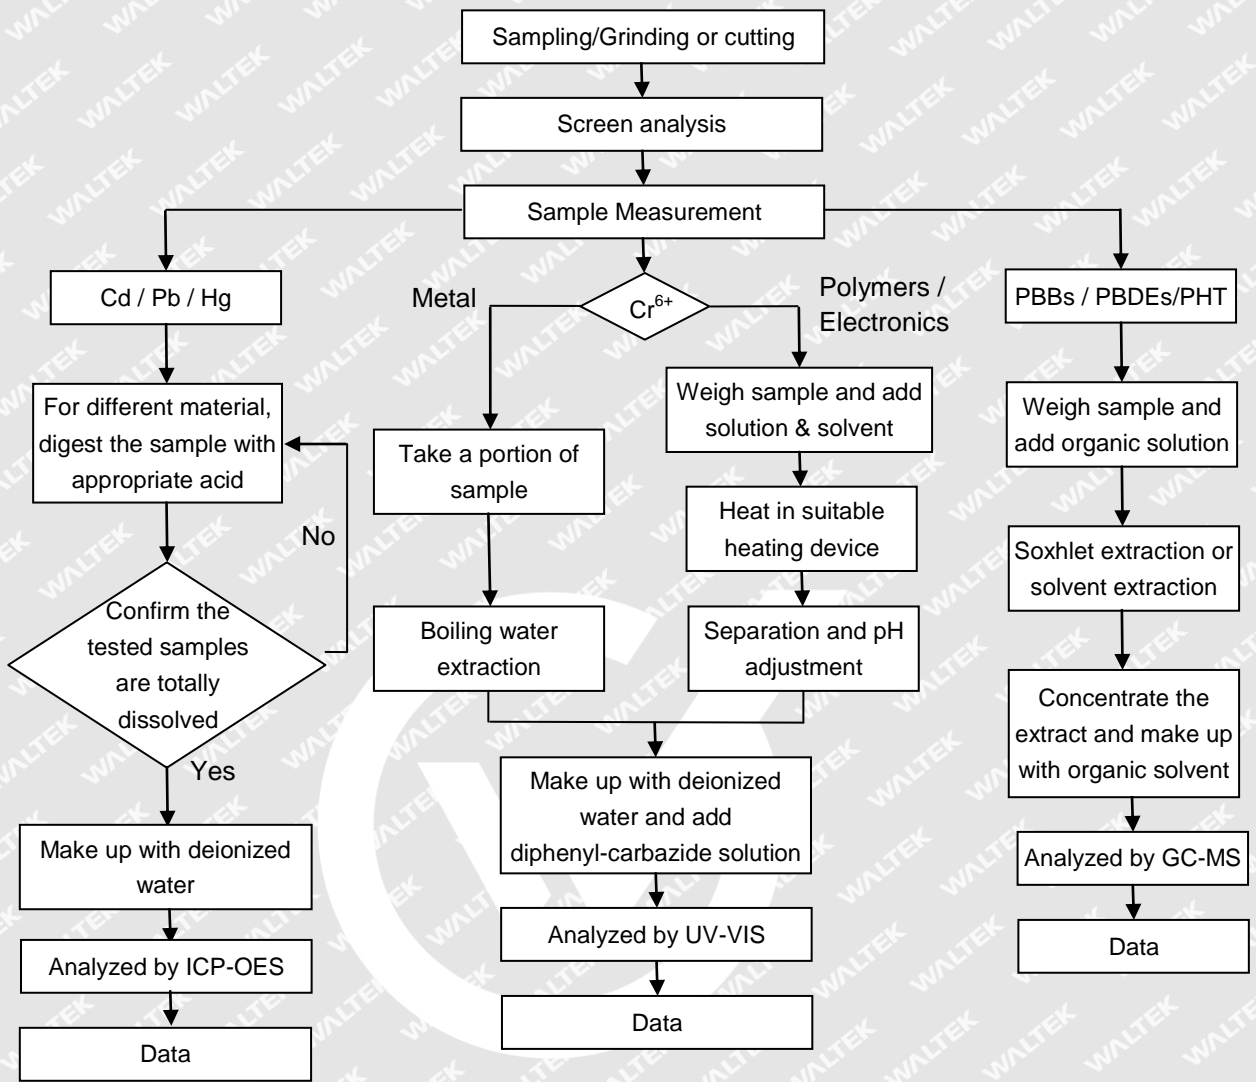 Sampling/Grinding or cutting
Screen analysis
Sample Measurement
Cd / Pb / Hg
For different material,
digest the sample with
appropriate acid
No
Confirm the
tested samples
are totally
dissolved
Yes
Make up with deionized
water
Analyzed by ICP-OES
Data
Cr6+
Metal
Take a portion of
sample
Boiling water
extraction
Polymers /
Electronics
Weigh sample and add
solution & solvent
Heat in suitable
heating device
Separation and pH
adjustment
Make up with deionized
water and add
diphenyl-carbazide solution
Analyzed by UV-VIS
Data
PBBs / PBDEs/PHT
Weigh sample and
add organic solution
Soxhlet extraction or
solvent extraction
Concentrate the
extract and make up
with organic solvent
Analyzed by GC-MS
Data
WALTEK